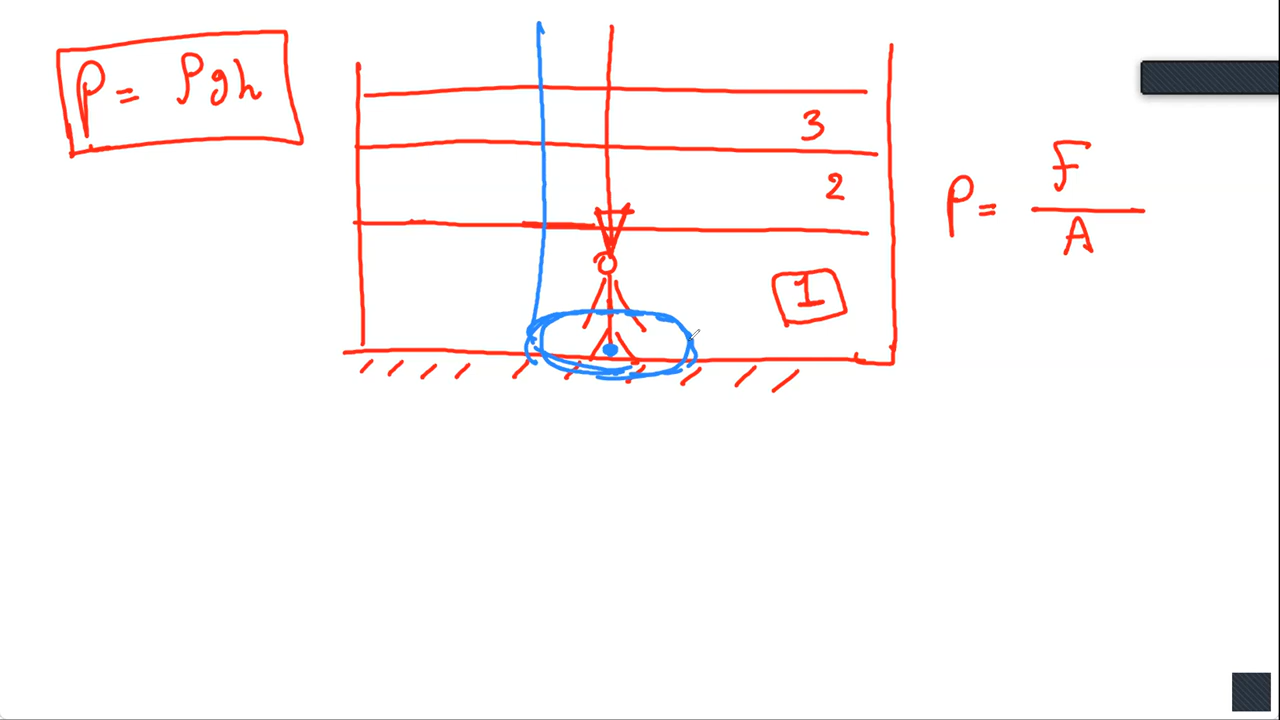 P = ρgh
3
2
1
P = F / A